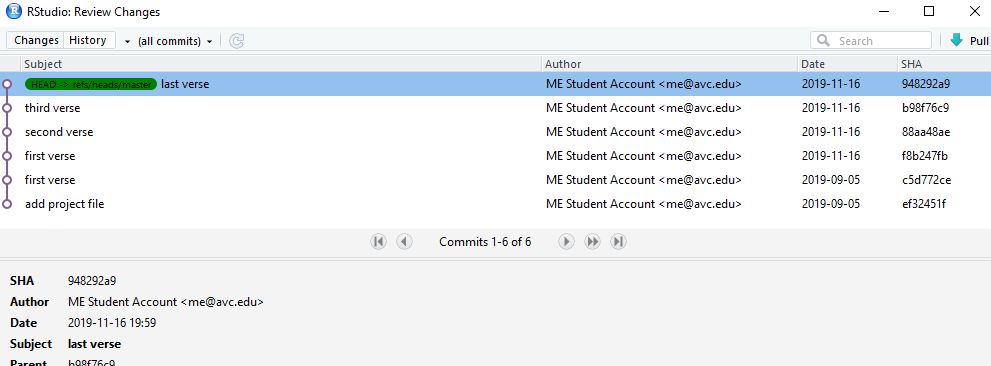 RStudio: Review Changes
Changes History (all commits) Search Pull
Subject Author Date SHA
HEAD -> refs/heads/master last verse ME Student Account <me@avc.edu> 2019-11-16 948292a9
third verse ME Student Account <me@avc.edu> 2019-11-16 b98f76c9
second verse ME Student Account <me@avc.edu> 2019-11-16 88aa48ae
first verse ME Student Account <me@avc.edu> 2019-11-16 f8b247fb
first verse ME Student Account <me@avc.edu> 2019-09-05 c5d772ce
add project file ME Student Account <me@avc.edu> 2019-09-05 ef32451f
Commits 1-6 of 6
SHA 948292a9
Author ME Student Account <me@avc.edu>
Date 2019-11-16 19:59
Subject last verse
Parent b98f76c9